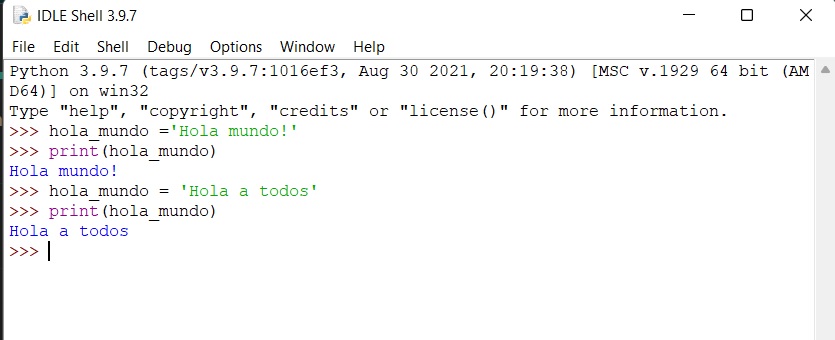 IDLE Shell 3.9.7
File Edit Shell Debug Options Window Help
Python 3.9.7 (tags/v3.9.7:1016ef3, Aug 30 2021, 20:19:38) [MSC v.1929 64 bit (AM
D64)] on win32
Type "help", "copyright", "credits" or "license()" for more information.
>>> hola_mundo ='Hola mundo!'
>>> print(hola_mundo)
Hola mundo!
>>> hola_mundo = 'Hola a todos'
>>> print(hola_mundo)
Hola a todos
>>>